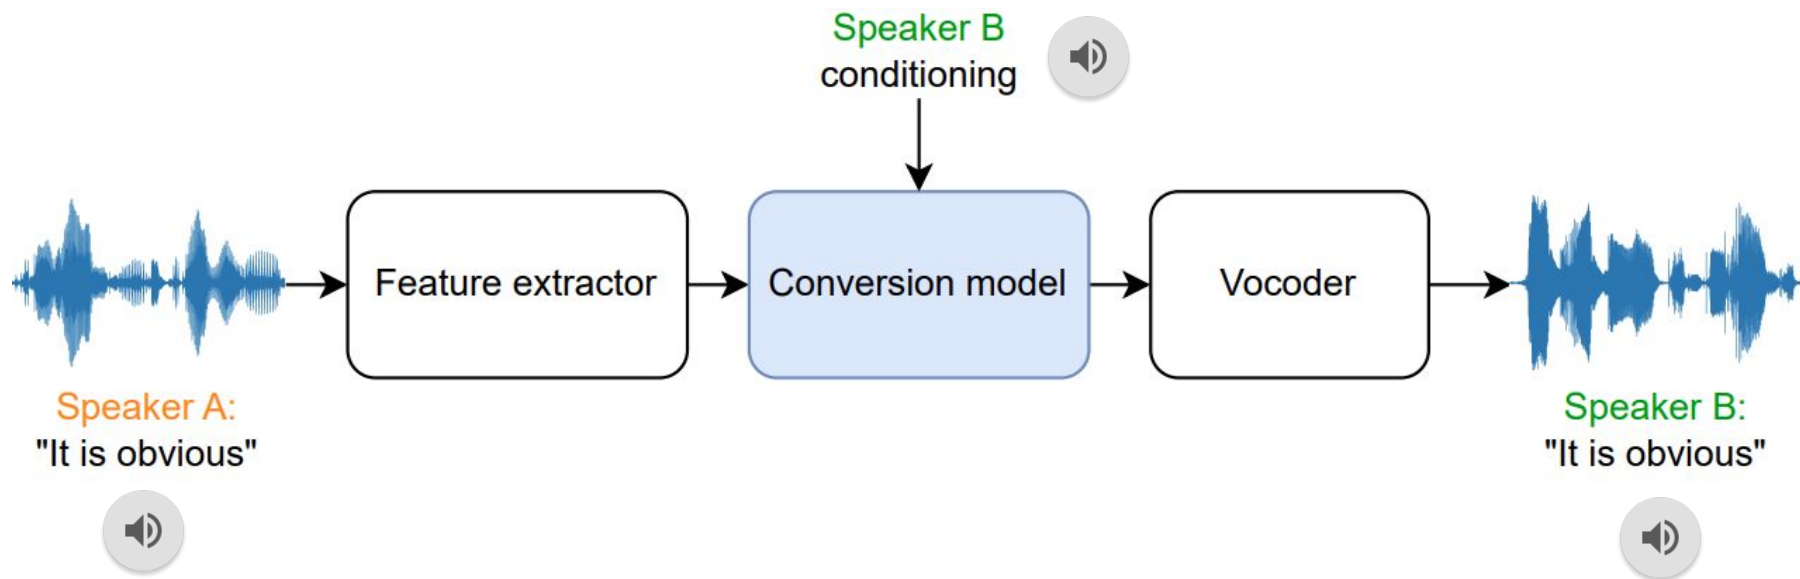 Speaker B
conditioning
Feature extractor
Conversion model
Vocoder
Speaker A:
"It is obvious"
Speaker B:
"It is obvious"